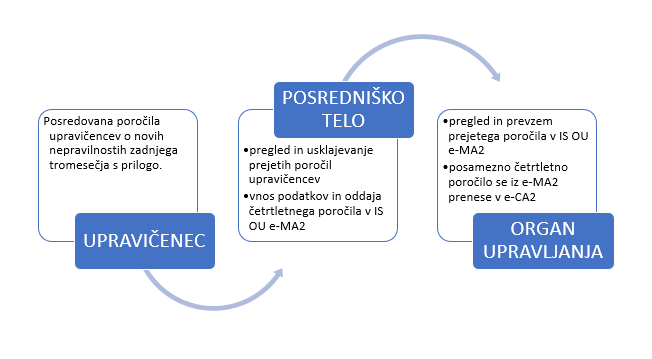 Posredovana poročila
upravičencev o novih
nepravilnostih zadnjega
tromesečja s prilogo.
UPRAVIČENEC
POSREDNIŠKO
TELO
•pregled in usklajevanje
prejetih poročil
upravičencev
•vnos podatkov in oddaja
četrtletnega poročila v IS
OU e-MA2
•pregled in prevzem
prejetega poročila v IS OU
e-MA2
•posamezno četrtletno
poročilo se iz e-MA2
prenese v e-CA2
ORGAN
UPRAVLJANJA